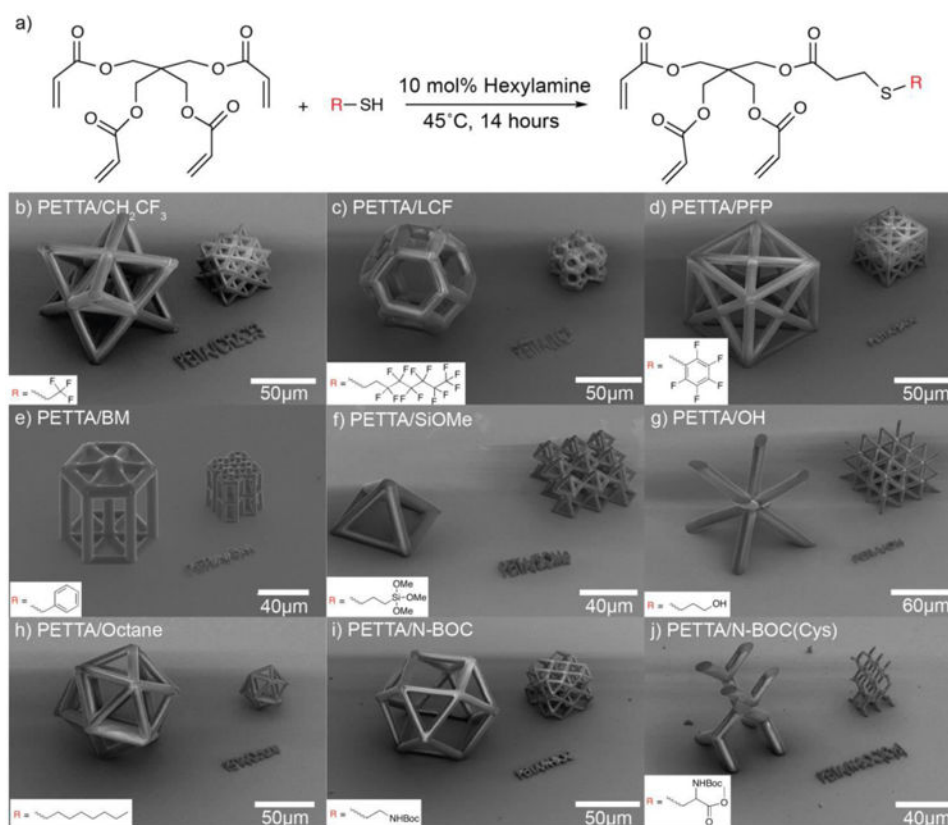 a)
O
O
O
O
O
O
O
O
+
R—SH
10 mol% Hexylamine
45˚C, 14 hours
O
O
O
O
O
O
O
O
S
R
b) PETTA/CH₂CF₃
R =
F
F
F
50µm
c) PETTA/LCF
R =
F F F F F F
F F F F F F F
50µm
d) PETTA/PFP
R =
F
F
F
F
F
50µm
e) PETTA/BM
R =
40µm
f) PETTA/SiOMe
R =
OMe
Si OMe
OMe
40µm
g) PETTA/OH
R =
OH
60µm
h) PETTA/Octane
R =
50µm
i) PETTA/N-BOC
R =
NHBoc
50µm
j) PETTA/N-BOC(Cys)
R =
NHBoc
O
O
40µm